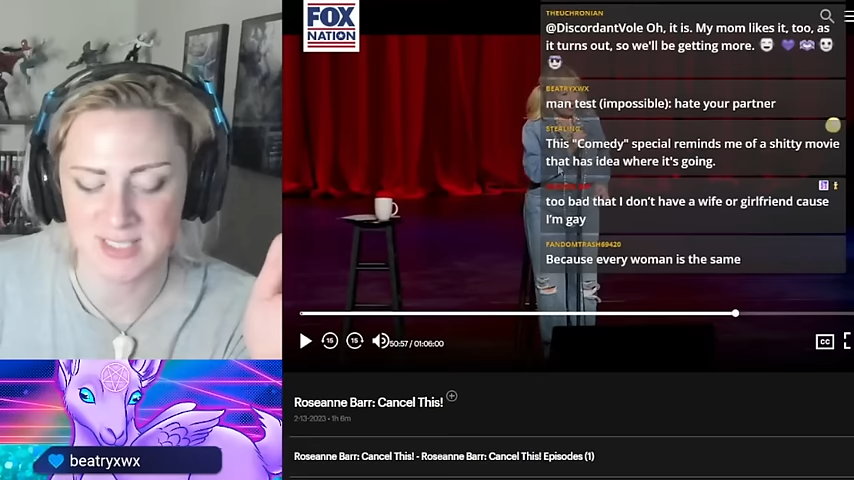 FOX
NATION
THEUCHRONIAN
@DiscordantVole Oh, it is. My mom likes it, too, as
it turns out, so we'll be getting more.
BEATRYXWX
man test (impossible): hate your partner
STERLING
This "Comedy" special reminds me of a shitty movie
that has idea where it's going.
too bad that I don't have a wife or girlfriend cause
I'm gay
FANDOMTRASH69420
Because every woman is the same
15
15
50:57 / 01:06:00
CC
Roseanne Barr: Cancel This!
2-13-2023 • 1h 6m
Roseanne Barr: Cancel This! - Roseanne Barr: Cancel This! Episodes (1)
beatryxwx